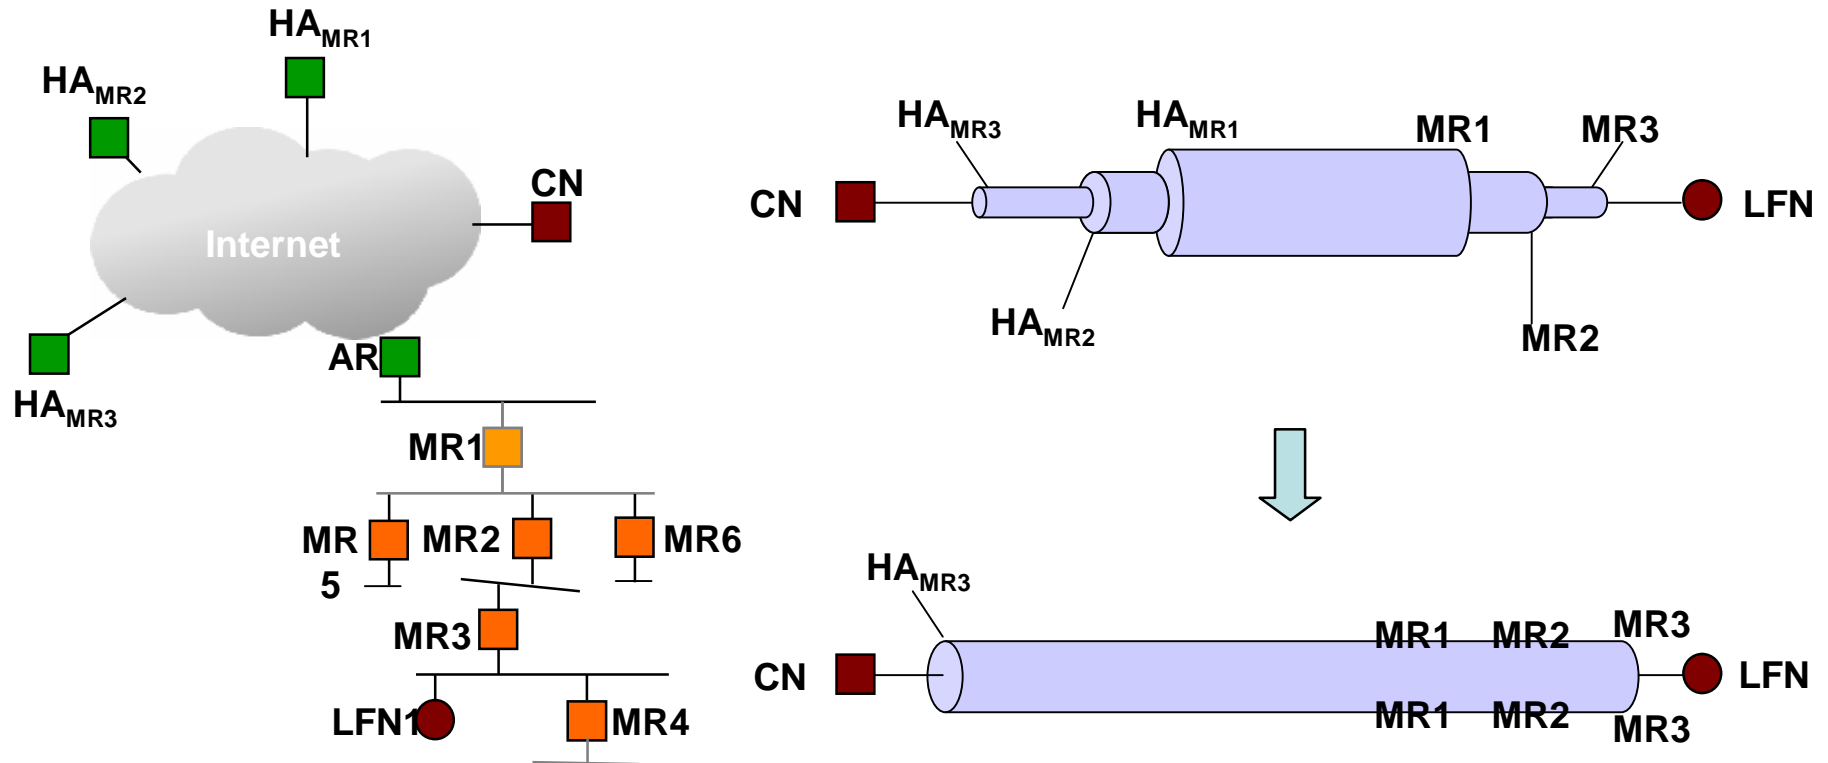 HAMR1
HAMR2
CN
Internet
HAMR3
AR
MR1
MR
5
MR2
MR6
MR3
LFN1
MR4
HAMR3
HAMR1
MR1
MR3
CN
LFN
HAMR2
MR2
HAMR3
MR1
MR2
MR3
CN
LFN
MR1
MR2
MR3